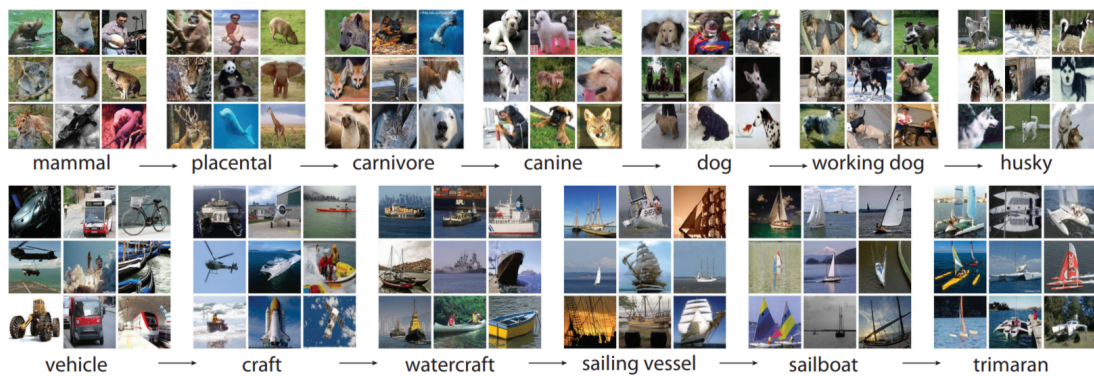 mammal → placental → carnivore → canine → dog → working dog → husky
vehicle → craft → watercraft → sailing vessel → sailboat → trimaran